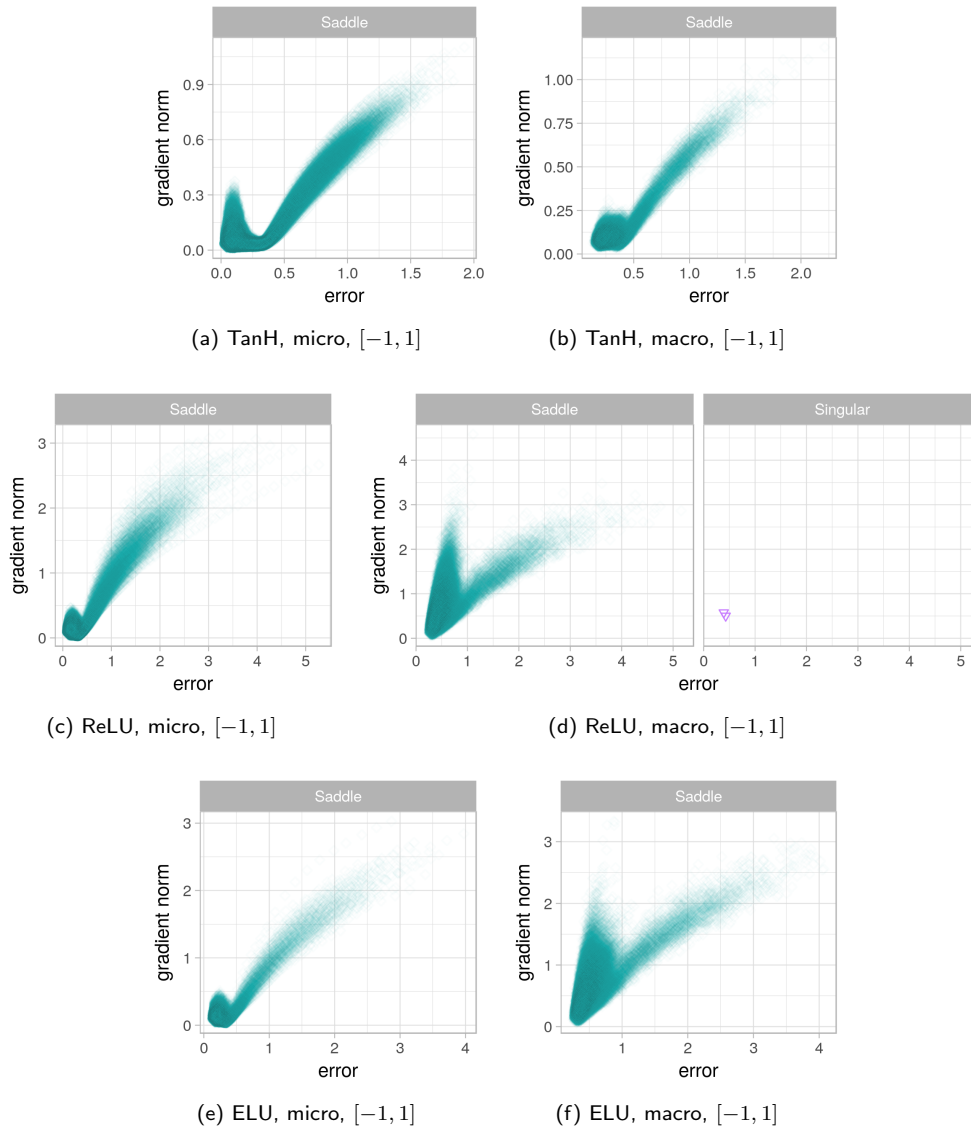 Saddle
Saddle
gradient norm
0.9
0.6
0.3
0.0
0.0 0.5 1.0 1.5 2.0
error
gradient norm
1.00
0.75
0.50
0.25
0.00
0.5 1.0 1.5 2.0
error
(a) TanH, micro, [−1, 1]
(b) TanH, macro, [−1, 1]
Saddle
Saddle
Singular
gradient norm
3
2
1
0
0 1 2 3 4 5
error
gradient norm
4
3
2
1
0
0 1 2 3 4 5
0 1 2 3 4 5
error
(c) ReLU, micro, [−1, 1]
(d) ReLU, macro, [−1, 1]
Saddle
Saddle
gradient norm
3
2
1
0
0 1 2 3 4
error
gradient norm
3
2
1
0
1 2 3 4
error
(e) ELU, micro, [−1, 1]
(f) ELU, macro, [−1, 1]